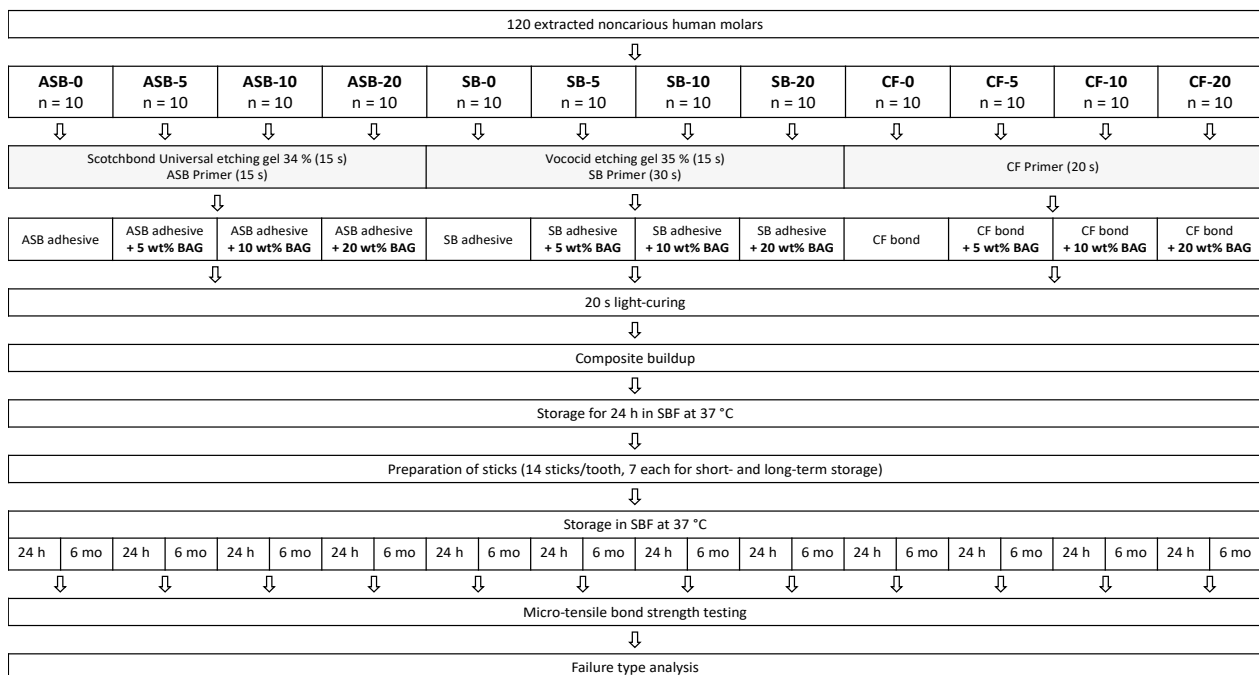 120 extracted noncarious human molars
ASB-0 ASB-5 ASB-10 ASB-20 SB-0 SB-5 SB-10 SB-20 CF-0 CF-5 CF-10 CF-20
n = 10 n = 10 n = 10 n = 10 n = 10 n = 10 n = 10 n = 10 n = 10 n = 10 n = 10 n = 10
Scotchbond Universal etching gel 34 % (15 s)
ASB Primer (15 s)
Vococid etching gel 35 % (15 s)
SB Primer (30 s)
CF Primer (20 s)
ASB adhesive
ASB adhesive
+ 5 wt% BAG
ASB adhesive
+ 10 wt% BAG
ASB adhesive
+ 20 wt% BAG
SB adhesive
SB adhesive
+ 5 wt% BAG
SB adhesive
+ 10 wt% BAG
SB adhesive
+ 20 wt% BAG
CF bond
CF bond
+ 5 wt% BAG
CF bond
+ 10 wt% BAG
CF bond
+ 20 wt% BAG
20 s light-curing
Composite buildup
Storage for 24 h in SBF at 37 °C
Preparation of sticks (14 sticks/tooth, 7 each for short- and long-term storage)
Storage in SBF at 37 °C
24 h 6 mo 24 h 6 mo 24 h 6 mo 24 h 6 mo 24 h 6 mo 24 h 6 mo 24 h 6 mo 24 h 6 mo 24 h 6 mo 24 h 6 mo 24 h 6 mo 24 h 6 mo
Micro-tensile bond strength testing
Failure type analysis